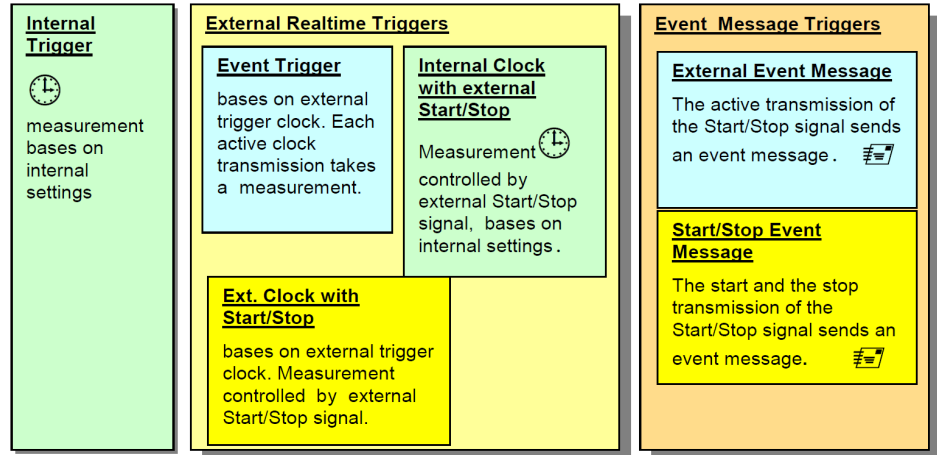 Internal
Trigger
measurement
bases on
internal
settings
External Realtime Triggers
Event Trigger
bases on external
trigger clock. Each
active clock
transmission takes
a measurement.
Internal Clock
with external
Start/Stop
Measurement
controlled by
external Start/Stop
signal, bases on
internal settings.
Ext. Clock with
Start/Stop
bases on external trigger
clock. Measurement
controlled by external
Start/Stop signal.
Event Message Triggers
External Event Message
The active transmission of
the Start/Stop signal sends
an event message.
Start/Stop Event
Message
The start and the stop
transmission of the
Start/Stop signal sends an
event message.